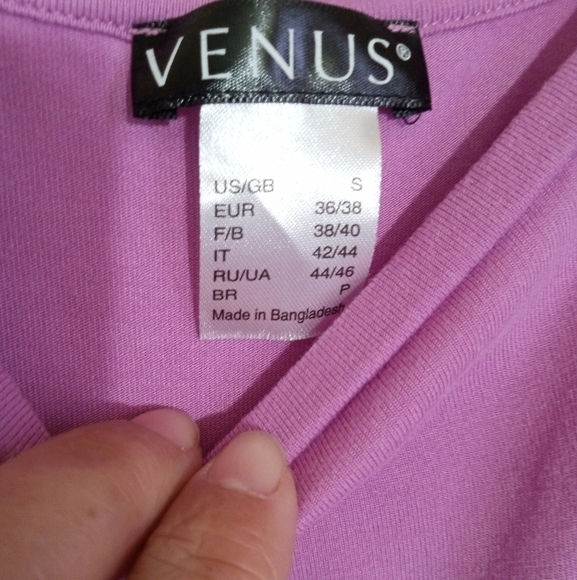 VENUS®
US/GB S
EUR 36/38
F/B 38/40
IT 42/44
RU/UA 44/46
BR P
Made in Bangladesh